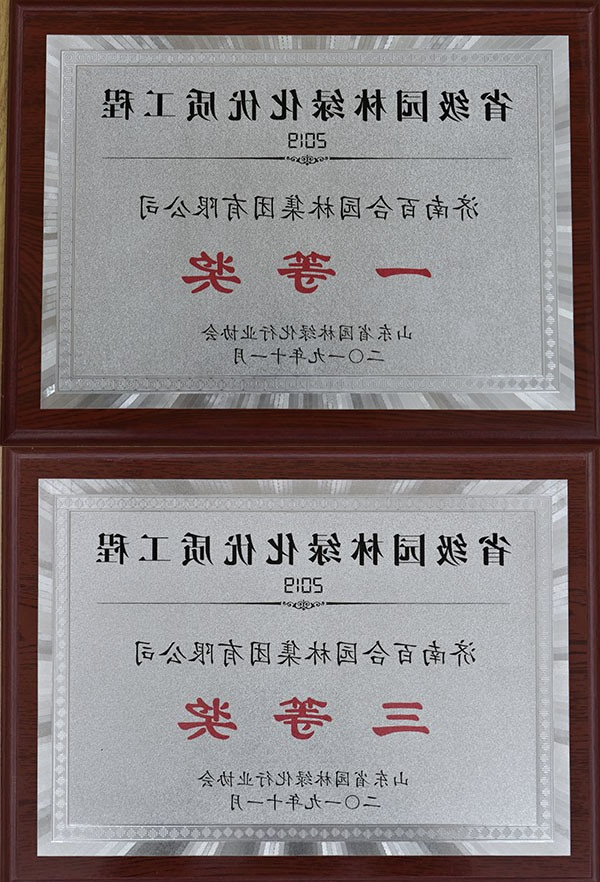 省级园林绿化优质工程
2019
济南百合园林集团有限公司
一等奖
山东省园林绿化行业协会
二〇一九年十一月
省级园林绿化优质工程
2019
济南百合园林集团有限公司
三等奖
山东省园林绿化行业协会
二〇一九年十一月